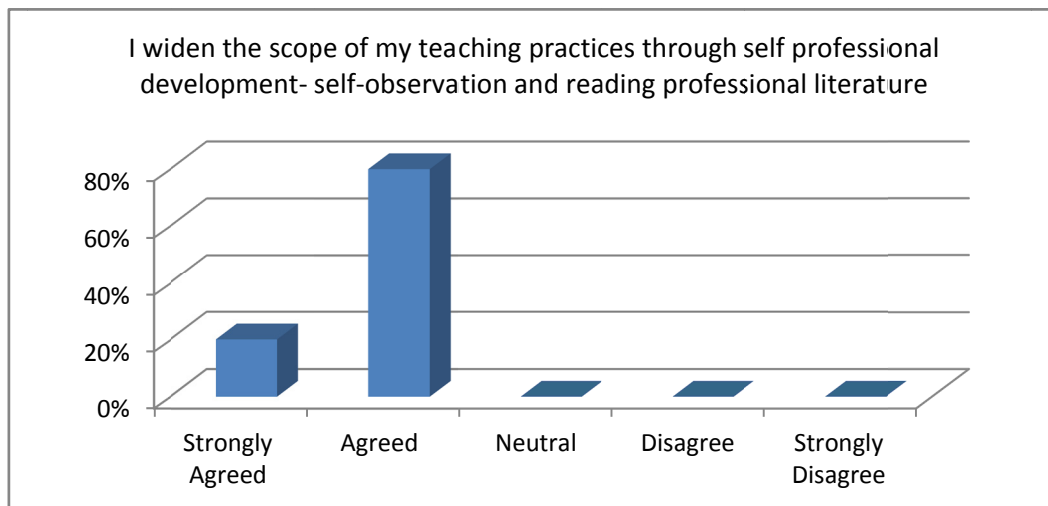 I widen the scope of my teaching practices through self professional
development- self-observation and reading professional literature
80%
60%
40%
20%
0%
Strongly
Agreed
Agreed
Neutral
Disagree
Strongly
Disagree